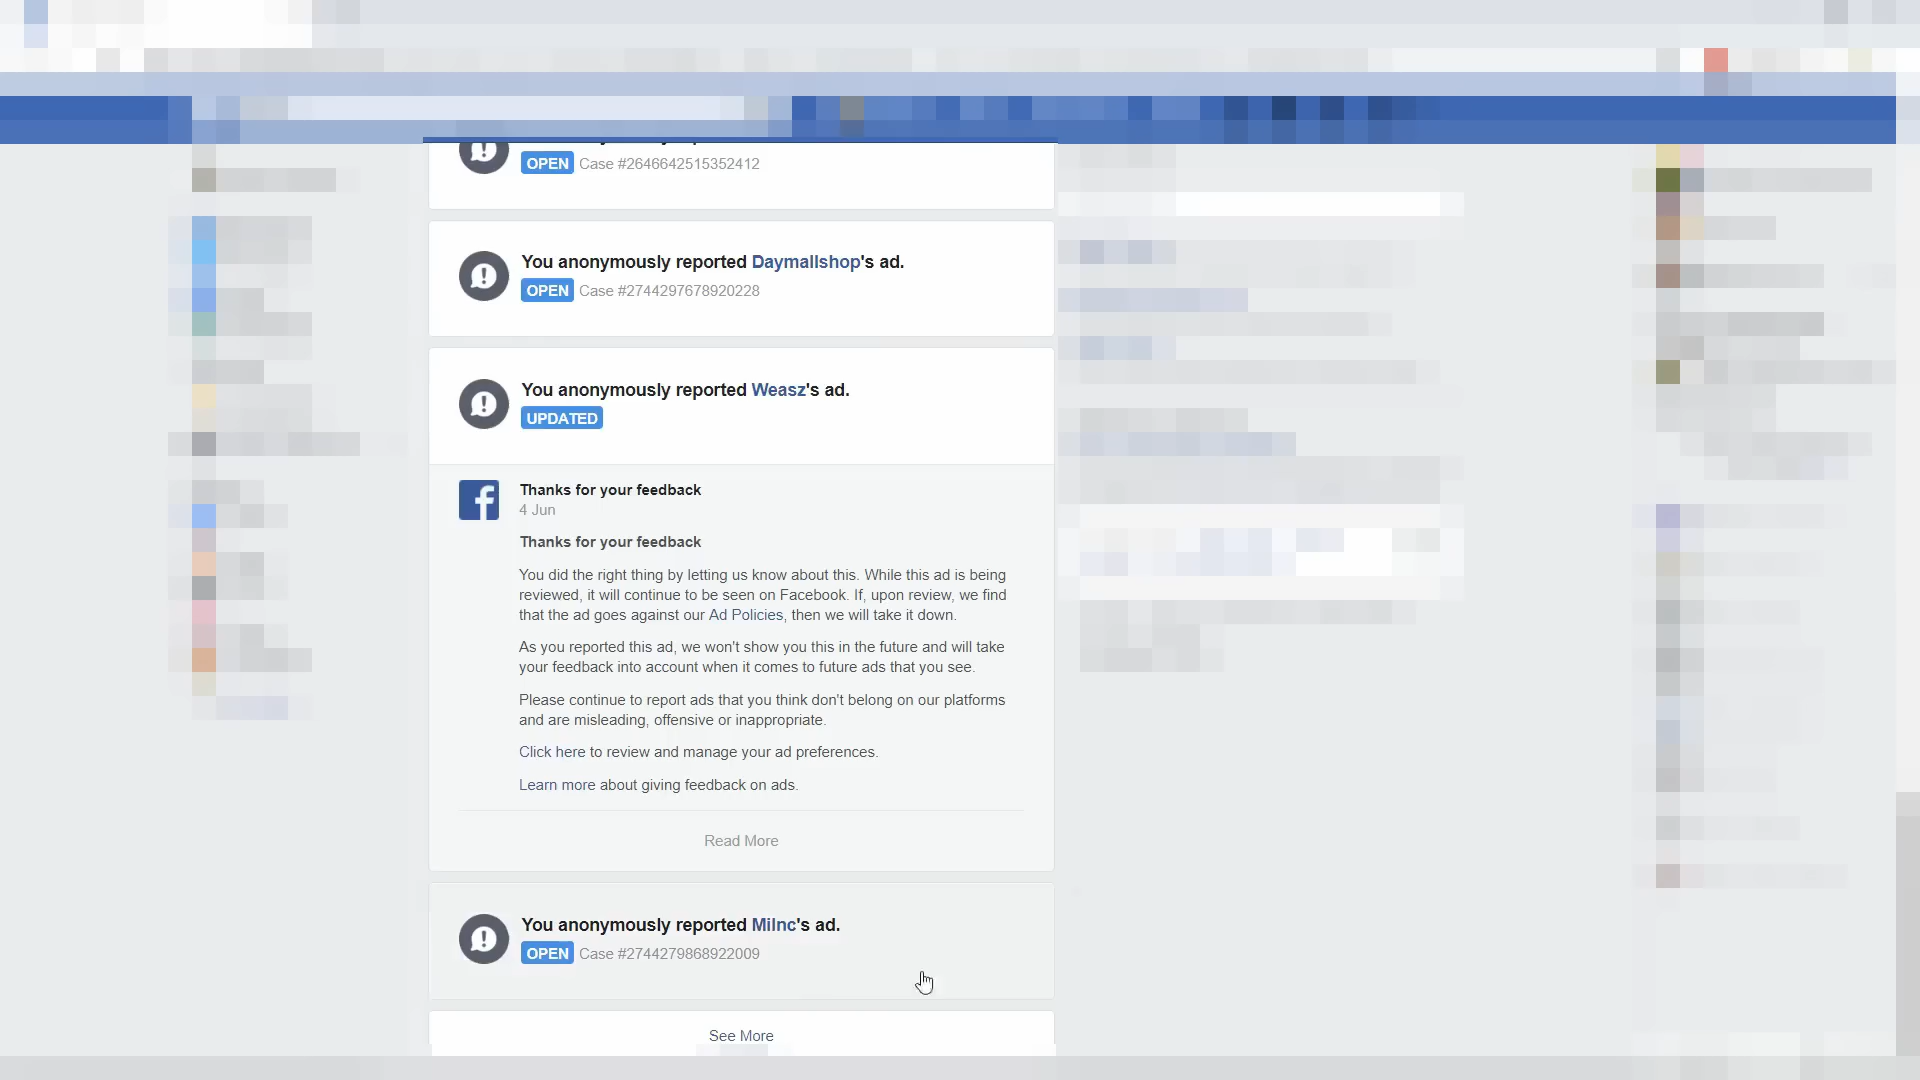 OPEN Case #2646642515352412
You anonymously reported Daymallshop's ad.
OPEN Case #2744297678920228
You anonymously reported Weasz's ad.
UPDATED
Thanks for your feedback
4 Jun
Thanks for your feedback
You did the right thing by letting us know about this. While this ad is being
reviewed, it will continue to be seen on Facebook. If, upon review, we find
that the ad goes against our Ad Policies, then we will take it down.
As you reported this ad, we won't show you this in the future and will take
your feedback into account when it comes to future ads that you see.
Please continue to report ads that you think don't belong on our platforms
and are misleading, offensive or inappropriate.
Click here to review and manage your ad preferences.
Learn more about giving feedback on ads.
Read More
You anonymously reported Milnc's ad.
OPEN Case #2744279868922009
See More